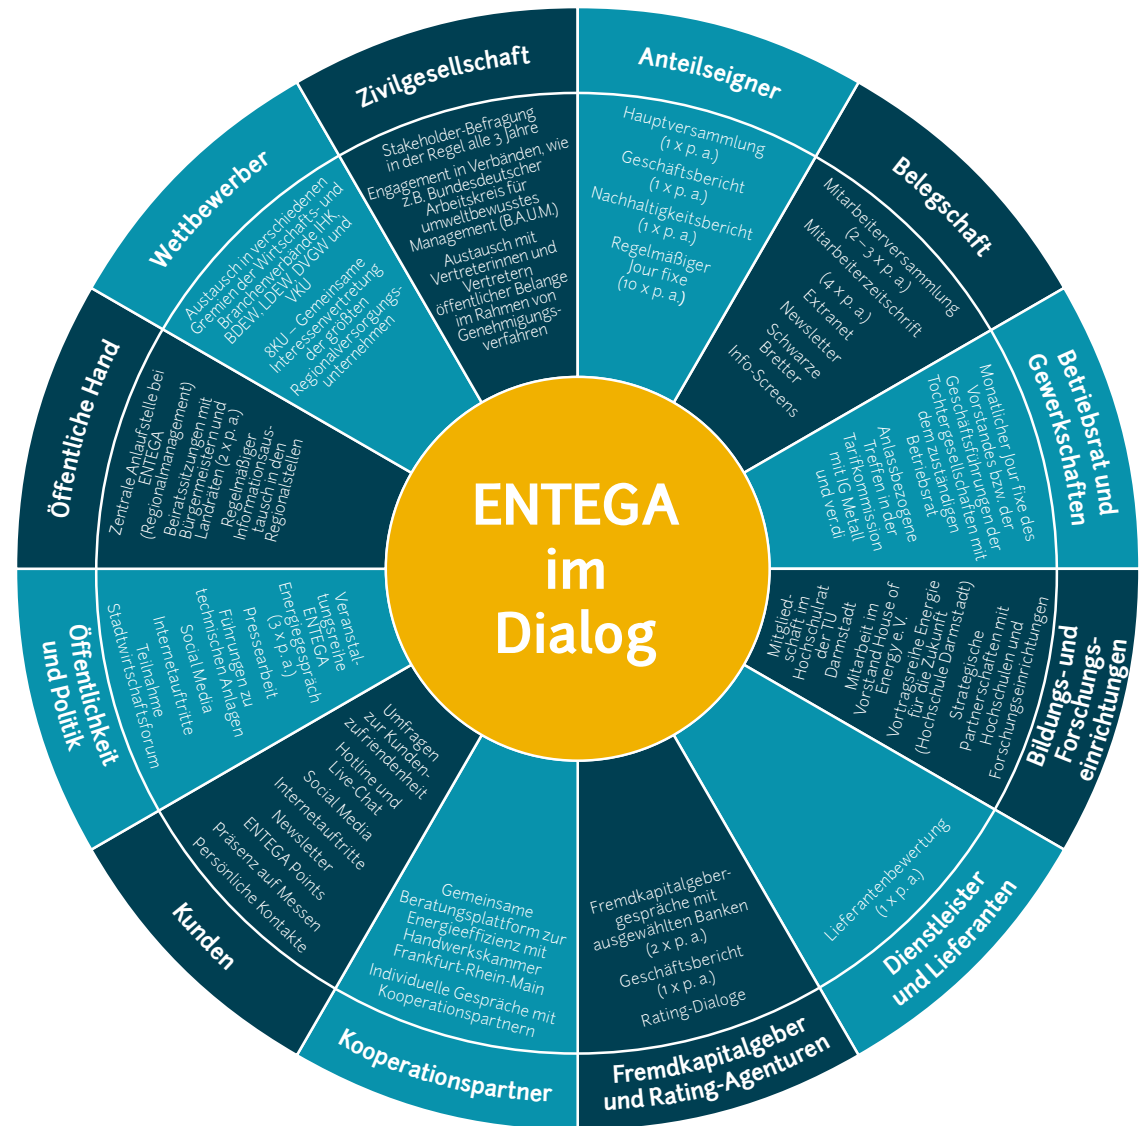 ENTEGA
im
Dialog
Anteilseigner
Hauptversammlung
(1 x p. a.)
Geschäftsbericht
(1 x p. a.)
Nachhaltigkeitsbericht
(1 x p. a.)
Regelmäßiger
Jour fixe
(10 x p. a.)
Belegschaft
Mitarbeiterversammlung
(2–3 x p. a.)
Mitarbeiterzeitschrift
(4 x p. a.)
Extranet
Newsletter
Schwarze
Bretter
Info-Screens
Betriebsrat und
Gewerkschaften
Monatlicher Jour fixe des
Vorstandes bzw. der
Geschäftsführungen der
Tochtergesellschaften mit
dem zuständigen
Betriebsrat
Anlassbezogene
Treffen in der
Tarifkommission
mit IG Metall
und ver.di
Bildungs- und
Forschungs-
einrichtungen
Mitglied-
schaft im
Hochschulrat
der TU
Darmstadt
Mitarbeit im
Vorstand House of
Energy e. V.
Vortragsreihe Energie
für die Zukunft
(Hochschule Darmstadt)
Strategische
Partnerschaften mit
Hochschulen und
Forschungseinrichtungen
Dienstleister
und Lieferanten
Lieferantenbewertung
(1 x p. a.)
Fremdkapitalgeber
und Rating-Agenturen
Fremdkapitalgeber-
gespräche mit
ausgewählten Banken
(2 x p. a.)
Geschäftsbericht
(1 x p. a.)
Rating-Dialoge
Kooperationspartner
Gemeinsame
Beratungsplattform zur
Energieeffizienz mit
Handwerkskammer
Frankfurt-Rhein-Main
Individuelle Gespräche mit
Kooperationspartnern
Kunden
Umfragen
zur Kunden-
zufriedenheit
Hotline und
Live-Chat
Social Media
Internetauftritte
Newsletter
ENTEGA Points
Präsenz auf Messen
Persönliche Kontakte
Öffentlichkeit
und Politik
Veranstal-
tungsreihe
ENTEGA
Energiegespräch
(3 x p. a.)
Pressearbeit
Führungen zu
technischen Anlagen
Social Media
Internetauftritte
Teilnahme
Stadtwirtschaftsforum
Öffentliche Hand
Zentrale Anlaufstelle bei
ENTEGA
(Regionalmanagement)
Beiratssitzungen mit
Bürgermeistern und
Landräten (2 x p. a.)
Regelmäßiger
Informationsaus-
tausch in den
Regionalstellen
Wettbewerber
Austausch in verschiedenen
Gremien der Wirtschafts- und
Branchenverbände IHK,
BDEW, LDEW, DVGW und
VKU
8KU – Gemeinsame
Interessenvertretung
der größten
Regionalversorgungs-
unternehmen
Zivilgesellschaft
Stakeholder-Befragung
in der Regel alle 3 Jahre
Engagement in Verbänden, wie
z.B. Bundesdeutscher
Arbeitskreis für
umweltbewusstes
Management (B.A.U.M.)
Austausch mit
Vertreterinnen und
Vertretern
öffentlicher Belange
im Rahmen von
Genehmigungs-
verfahren